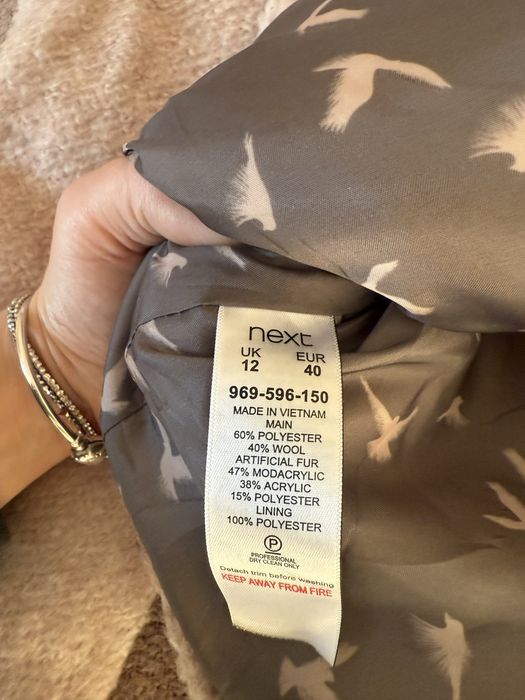 next
UK EUR
12 40
969-596-150
MADE IN VIETNAM
MAIN
60% POLYESTER
40% WOOL
ARTIFICIAL FUR
47% MODACRYLIC
38% ACRYLIC
15% POLYESTER
LINING
100% POLYESTER
P
PROFESSIONAL
DRY CLEAN ONLY
Detach trim before washing
KEEP AWAY FROM FIRE